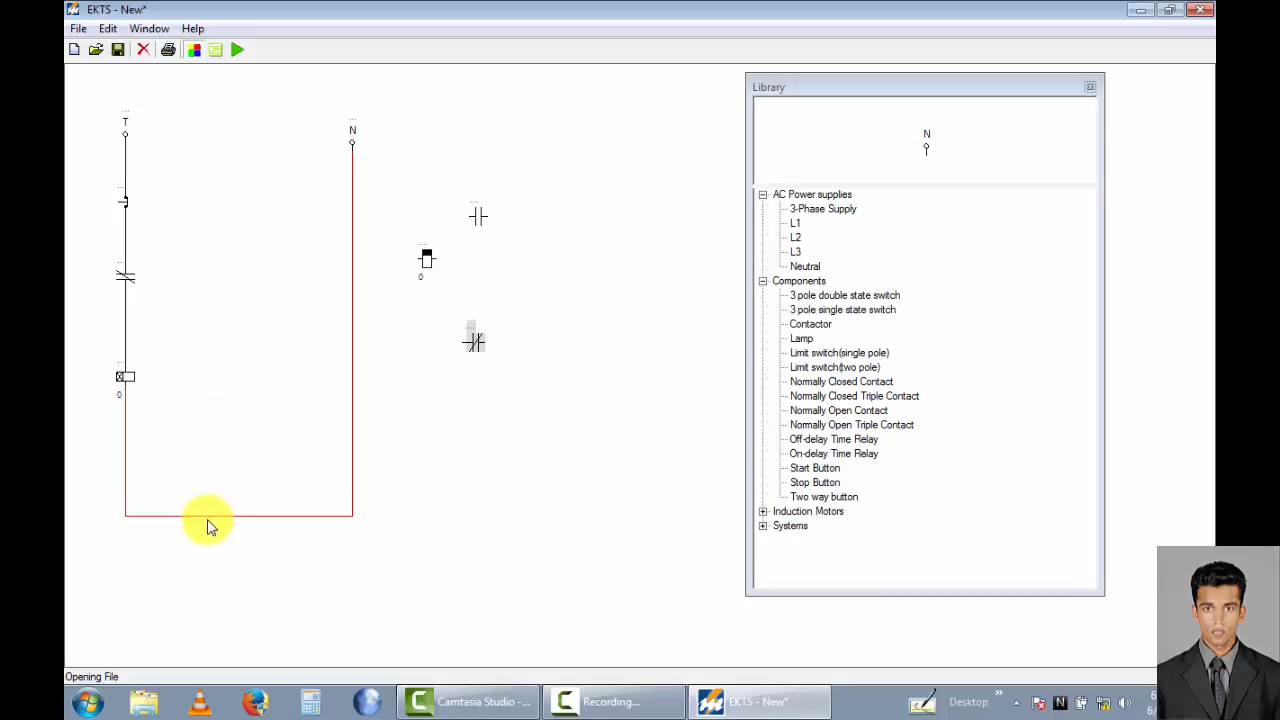 EKTS - New*
File Edit Window Help
Library
T
N
N
0
0
AC Power supplies
3-Phase Supply
L1
L2
L3
Neutral
Components
3 pole double state switch
3 pole single state switch
Contactor
Lamp
Limit switch(single pole)
Limit switch(two pole)
Normally Closed Contact
Normally Closed Triple Contact
Normally Open Contact
Normally Open Triple Contact
Off-delay Time Relay
On-delay Time Relay
Start Button
Stop Button
Two way button
Induction Motors
Systems
Opening File
Camtasia Studio -...
Recording...
EKTS - New*
Desktop